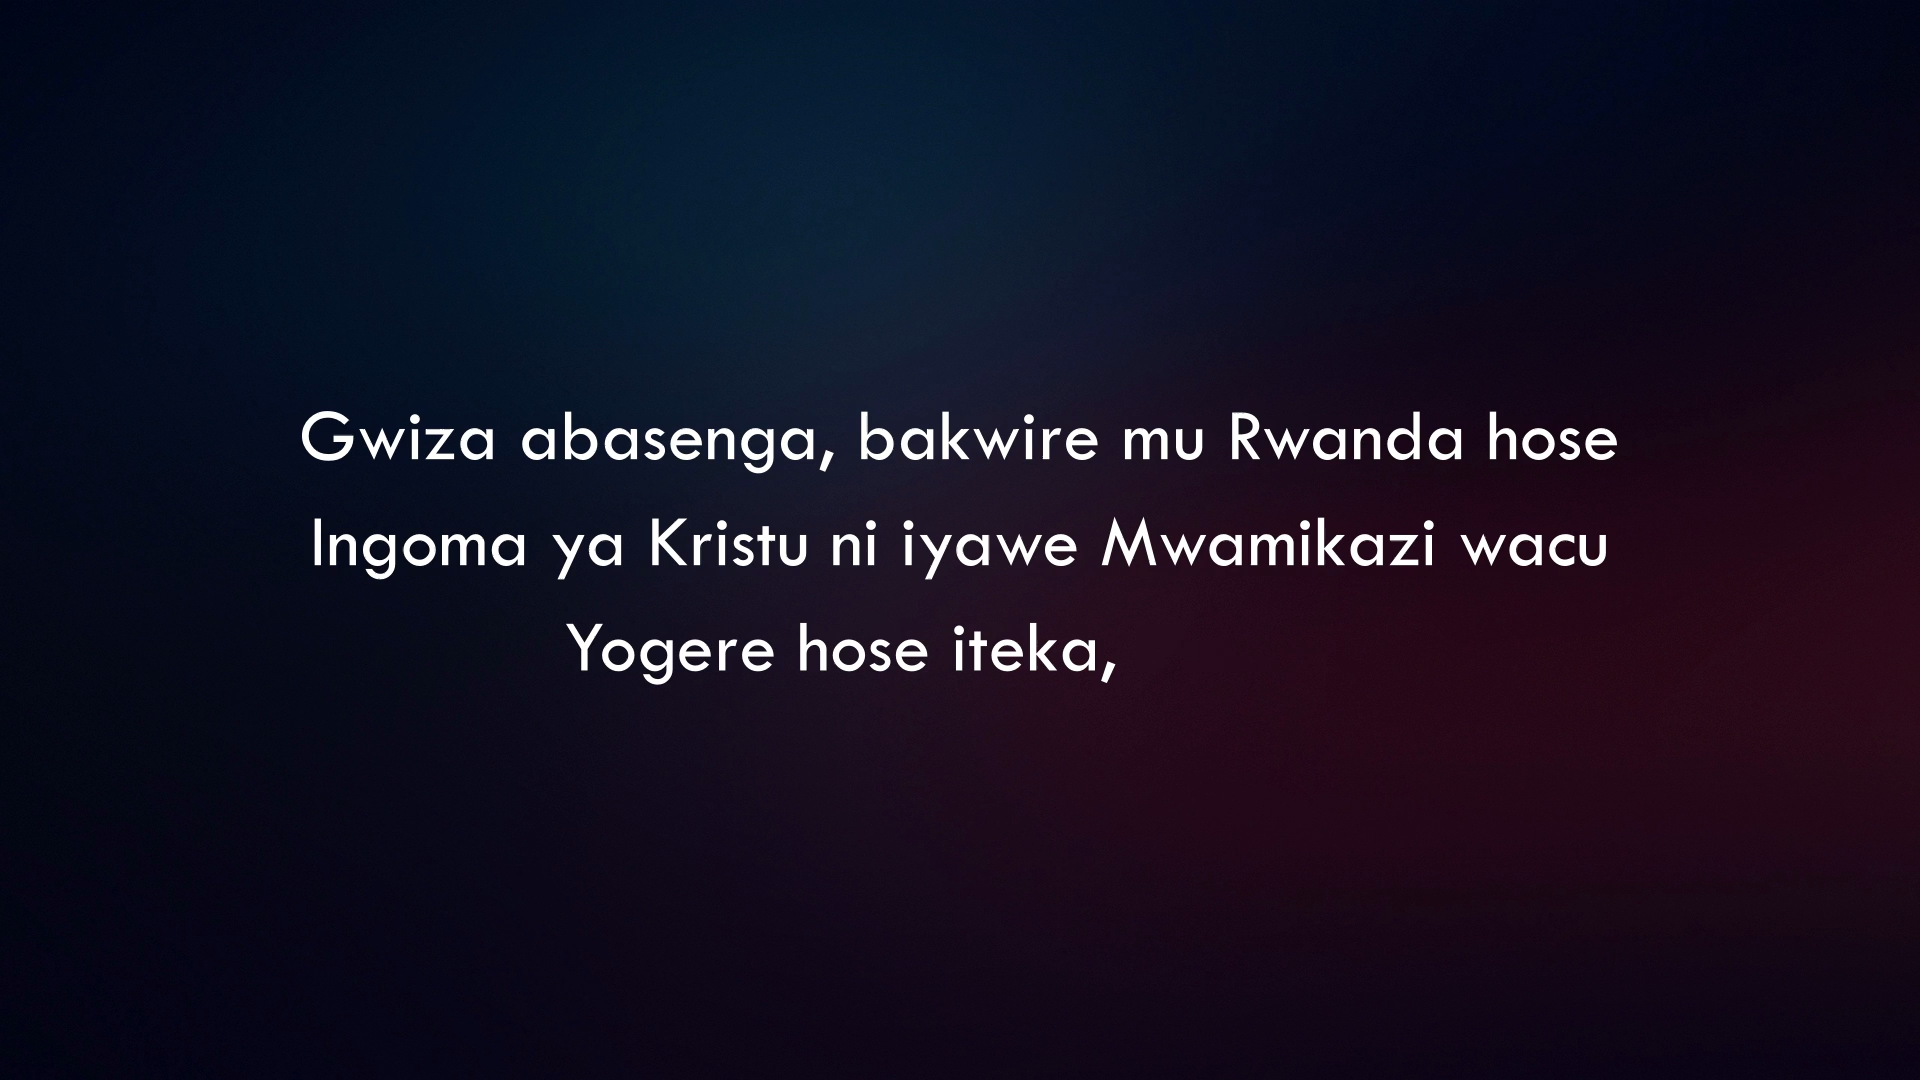 Gwiza abasenga, bakwire mu Rwanda hose
Ingoma ya Kristu ni iyawe Mwamikazi wacu
Yogere hose iteka,